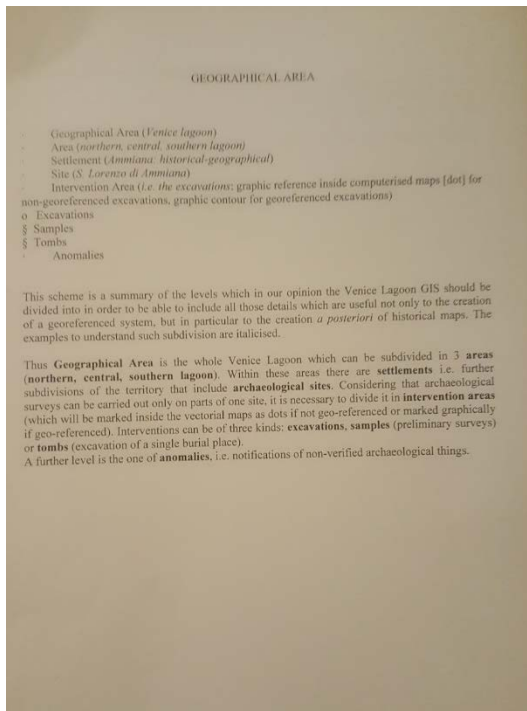 GEOGRAPHICAL AREA
· Geographical Area (Venice lagoon)
· Area (northern, central, southern lagoon)
· Settlement (Ammiana: historical-geographical)
· Site (S. Lorenzo di Ammiana)
· Intervention Area (i.e. the excavations: graphic reference inside computerised maps [dot] for
non-georeferenced excavations, graphic contour for georeferenced excavations)
o Excavations
§ Samples
§ Tombs
· Anomalies
This scheme is a summary of the levels which in our opinion the Venice Lagoon GIS should be
divided into in order to be able to include all those details which are useful not only to the creation
of a georeferenced system, but in particular to the creation a posteriori of historical maps. The
examples to understand such subdivision are italicised.
Thus Geographical Area is the whole Venice Lagoon which can be subdivided in 3 areas
(northern, central, southern lagoon). Within these areas there are settlements i.e. further
subdivisions of the territory that include archaeological sites. Considering that archaeological
surveys can be carried out only on parts of one site, it is necessary to divide it in intervention areas
(which will be marked inside the vectorial maps as dots if not geo-referenced or marked graphically
if geo-referenced). Interventions can be of three kinds: excavations, samples (preliminary surveys)
or tombs (excavation of a single burial place).
A further level is the one of anomalies, i.e. notifications of non-verified archaeological things.